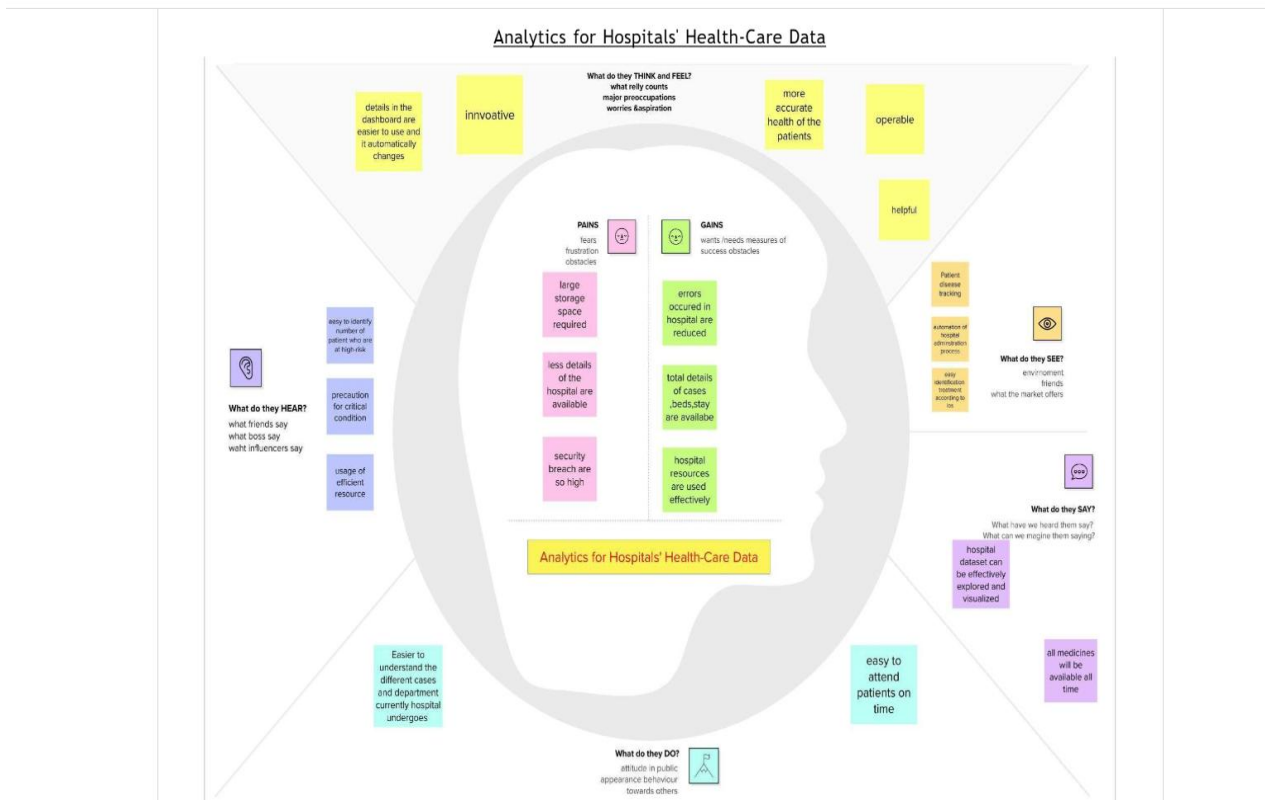 Analytics for Hospitals' Health-Care Data
What do they THINK and FEEL?
what relly counts
major preoccupations
worries &aspiration
details in the
dashboard are
easier to use and
it automatically
changes
innvoative
more
accurate
health of the
patients
operable
helpful
PAINS
fears
frustration
obstacles
GAINS
wants /needs measures of
success obstacles
large
storage
space
required
less details
of the
hospital are
available
security
breach are
so high
errors
occured in
hospital are
reduced
total details
of cases
,beds,stay
are availabe
hospital
resources
are used
effectively
Analytics for Hospitals' Health-Care Data
What do they HEAR?
what friends say
what boss say
waht influencers say
easy to identify
number of
patient who are
at high-risk
precaution
for critical
condition
usage of
efficient
resource
Patient
disease
tracking
automation of
hospital
administration
process
easy
identification
treatment
according to
los
What do they SEE?
envirnoment
friends
what the market offers
What do they SAY?
What have we heard them say?
What can we magine them saying?
hospital
dataset can
be effectively
explored and
visualized
all medicines
will be
available all
time
Easier to
understand the
different cases
and department
currently hospital
undergoes
easy to
attend
patients on
time
What do they DO?
attitude in public
appearance behaviour
towards others